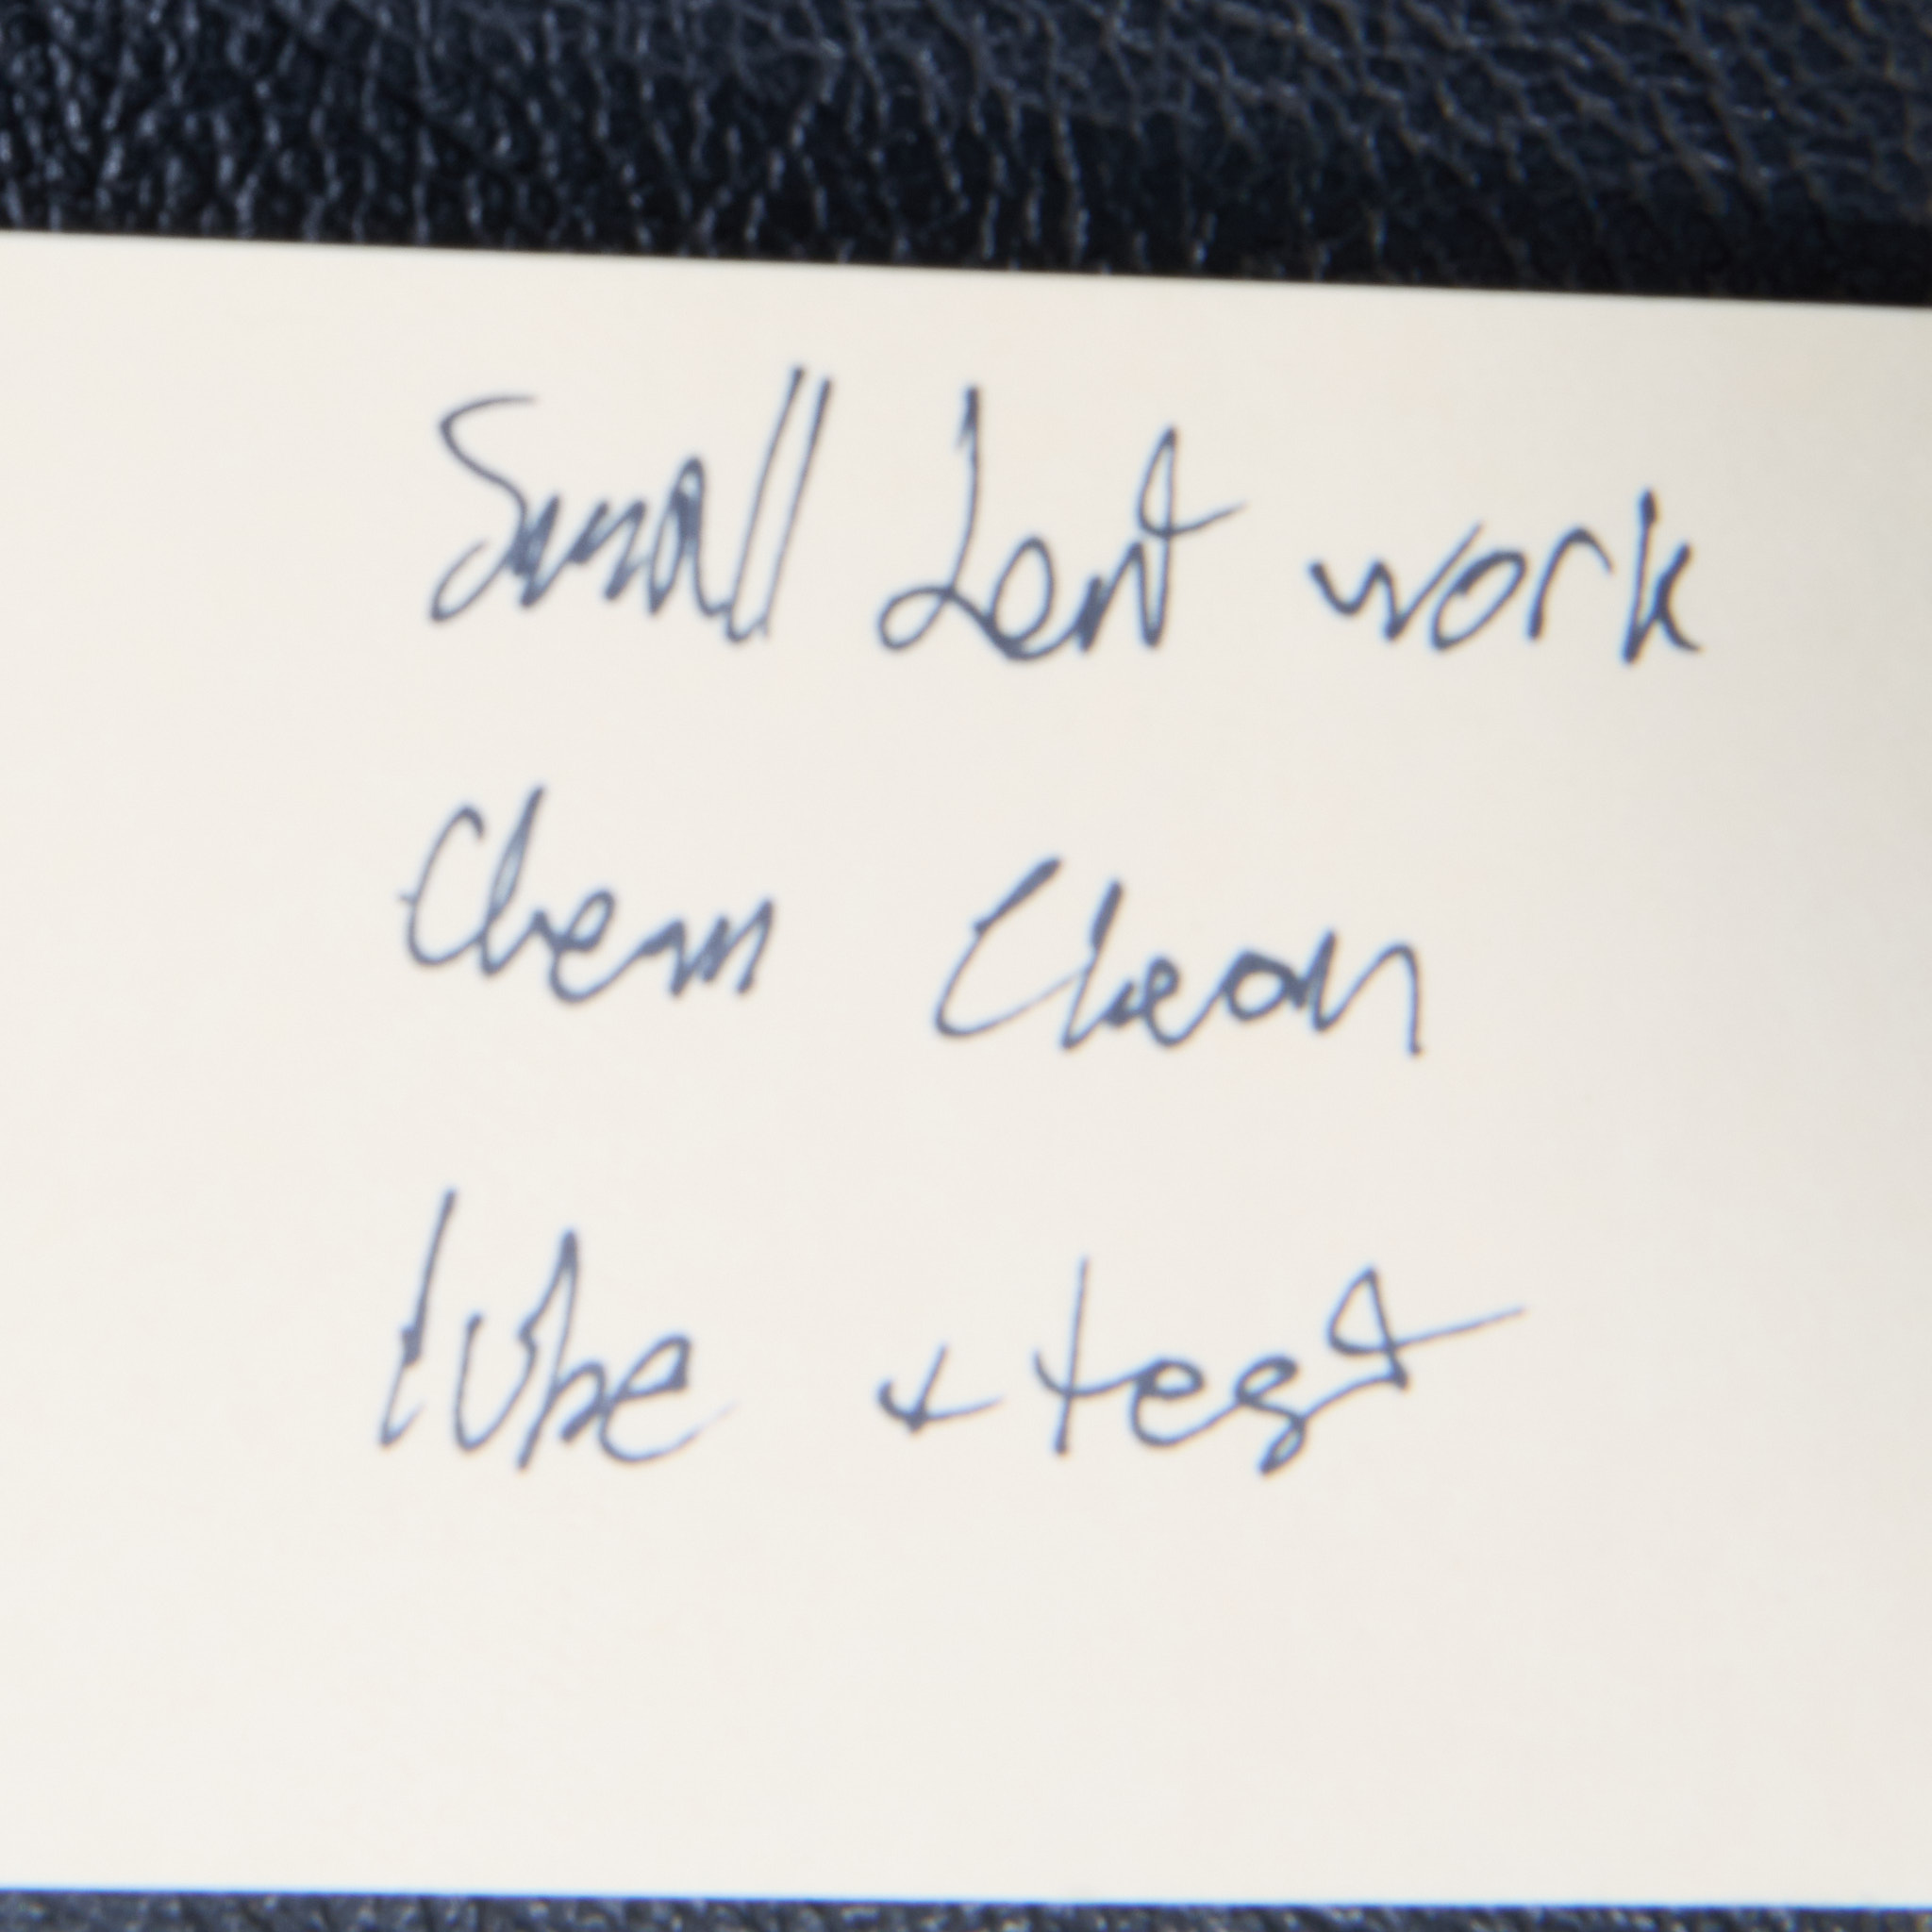 Small dent work
Chem Clean
lube + test